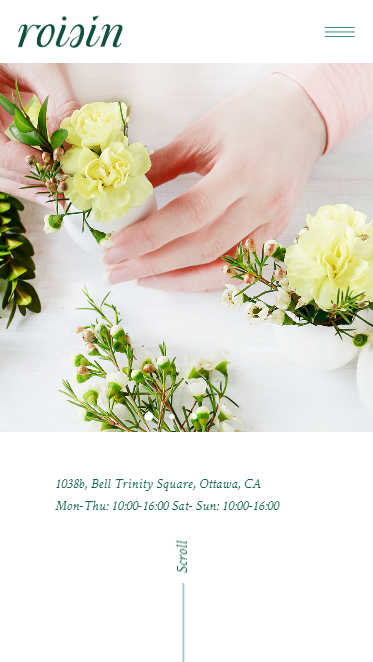 roisin
1038b, Bell Trinity Square, Ottawa, CA
Mon-Thu: 10:00-16:00 Sat- Sun: 10:00-16:00
Scroll